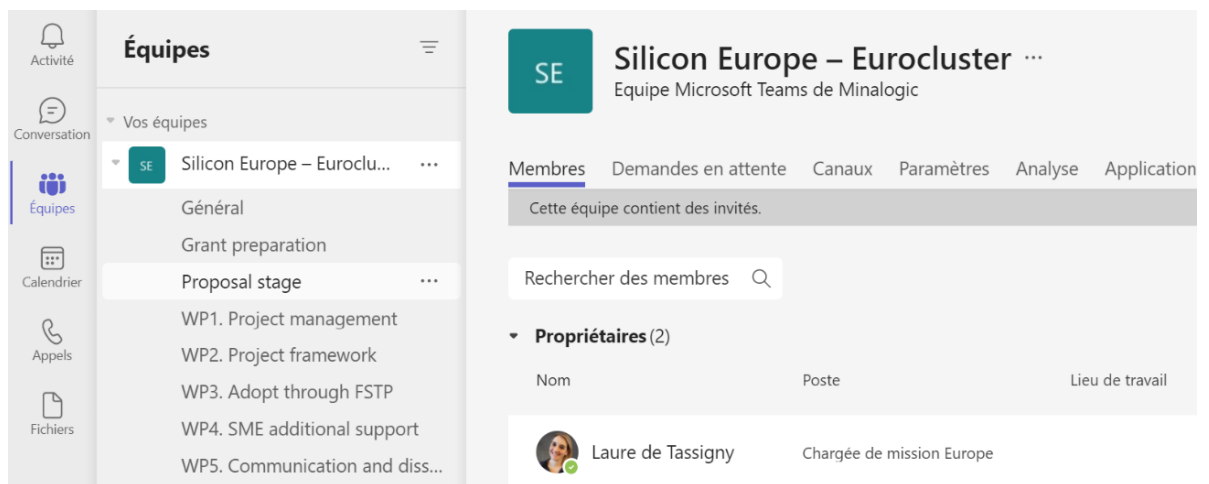 Activité
Conversation
Équipes
Calendrier
Appels
Fichiers
Équipes
Vos équipes
SE
Silicon Europe – Euroclu...
Général
Grant preparation
Proposal stage
WP1. Project management
WP2. Project framework
WP3. Adopt through FSTP
WP4. SME additional support
WP5. Communication and diss...
SE
Silicon Europe – Eurocluster
Equipe Microsoft Teams de Minalogic
Membres Demandes en attente Canaux Paramètres Analyse Application
Cette équipe contient des invités.
Rechercher des membres
Propriétaires (2)
Nom Poste Lieu de travail
Laure de Tassigny Chargée de mission Europe